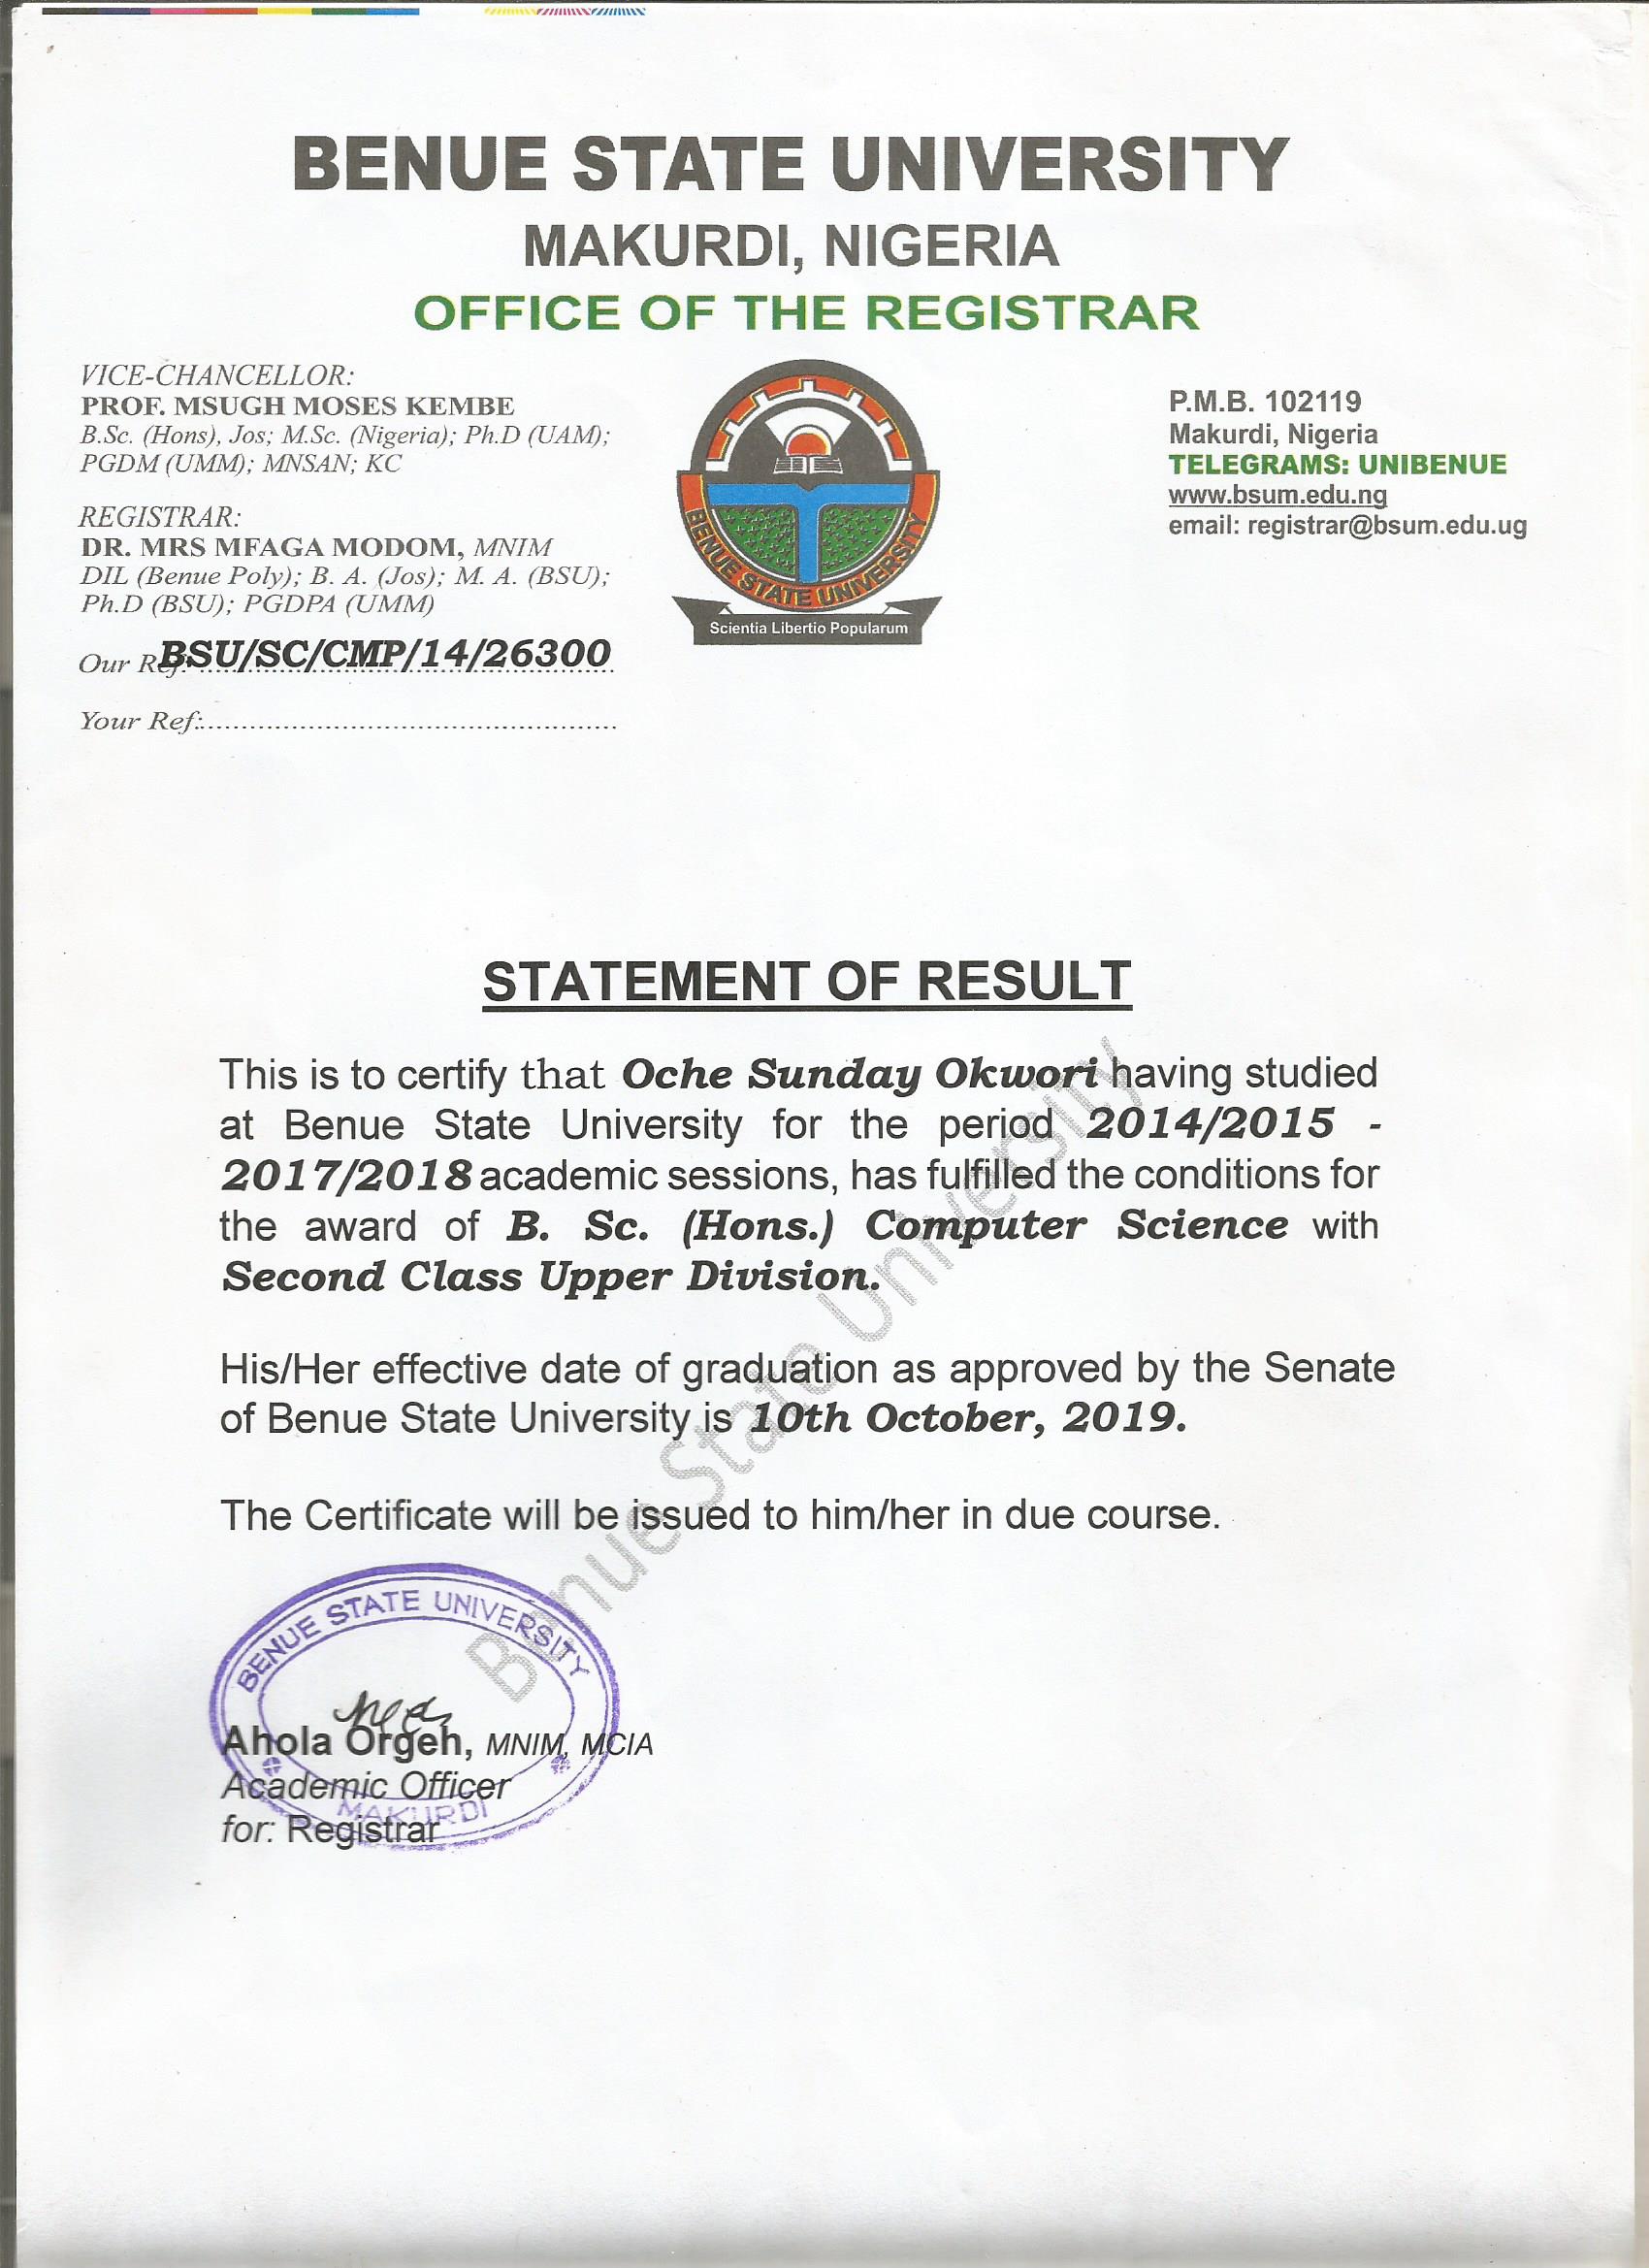 BENUE STATE UNIVERSITY
MAKURDI, NIGERIA
OFFICE OF THE REGISTRAR
VICE-CHANCELLOR:
PROF. MSUGH MOSES KEMBE
B.Sc. (Hons), Jos; M.Sc. (Nigeria); Ph.D (UAM);
PGDM (UMM); MNSAN; KC
REGISTRAR:
DR. MRS MFAGA MODOM, MNIM
DIL (Benue Poly); B. A. (Jos); M. A. (BSU);
Ph.D (BSU); PGDPA (UMM)
Our Ref: BSU/SC/CMP/14/26300
Your Ref:
BENUE STATE UNIVERSITY
Scientia Libertio Popularum
P.M.B. 102119
Makurdi, Nigeria
TELEGRAMS: UNIBENUE
www.bsum.edu.ng
email: registrar@bsum.edu.ug
STATEMENT OF RESULT
This is to certify that Oche Sunday Okwori having studied
at Benue State University for the period 2014/2015 -
2017/2018 academic sessions, has fulfilled the conditions for
the award of B. Sc. (Hons.) Computer Science with
Second Class Upper Division.
His/Her effective date of graduation as approved by the Senate
of Benue State University is 10th October, 2019.
The Certificate will be issued to him/her in due course.
Benue State University
BENUE STATE UNIVERSITY
MAKURDI
Ahola Orgeh, MNIM, MCIA
Academic Officer
for: Registrar